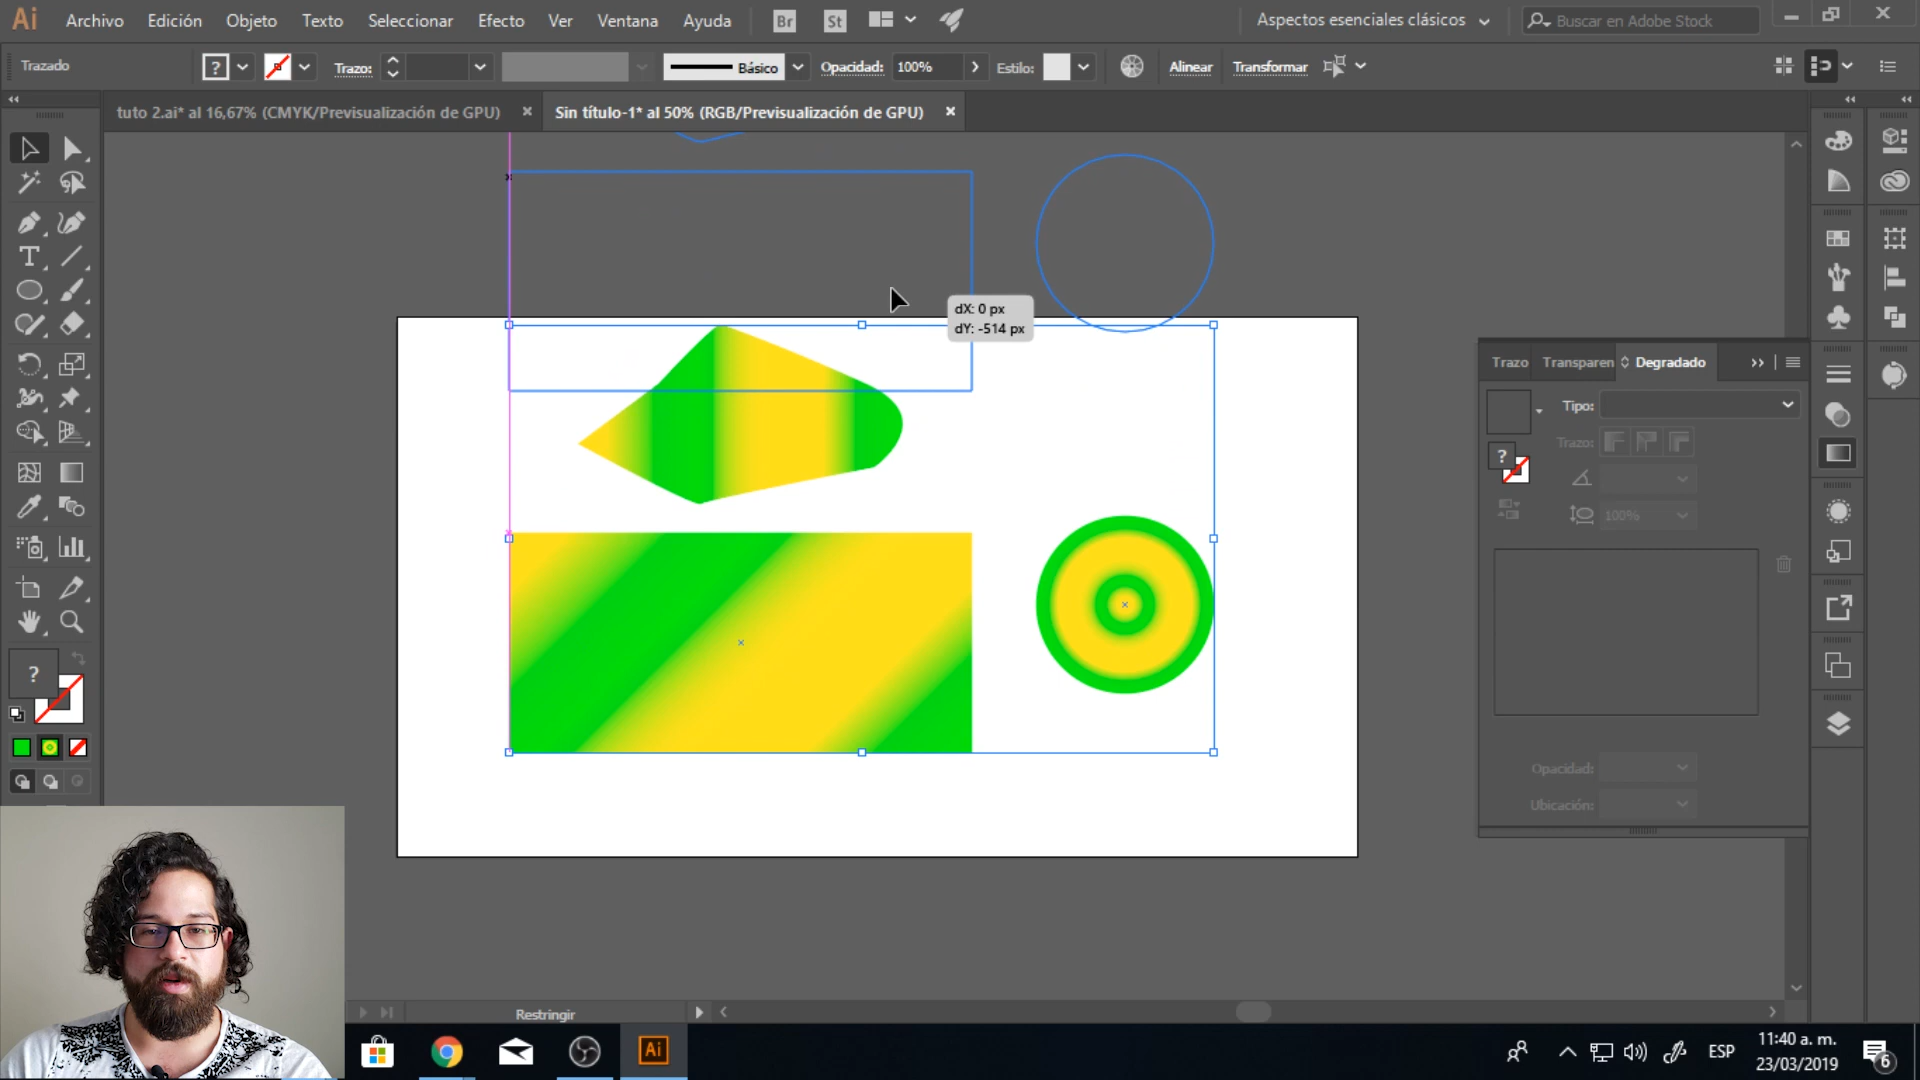 Ai Archivo Edición Objeto Texto Seleccionar Efecto Ver Ventana Ayuda Br St Aspectos esenciales clásicos Buscar en Adobe Stock
Trazado ? Trazo: Básico Opacidad: 100% Estilo: Alinear Transformar
tuto 2.ai* al 16,67% (CMYK/Previsualización de GPU) × Sin título-1* al 50% (RGB/Previsualización de GPU) ×
dX: 0 px
dY: -514 px
Trazo Transparen Degradado
Tipo:
Trazo:
?
100%
Opacidad:
Ubicación:
T
?
Restringir
Ai
ESP
11:40 a. m.
23/03/2019
6